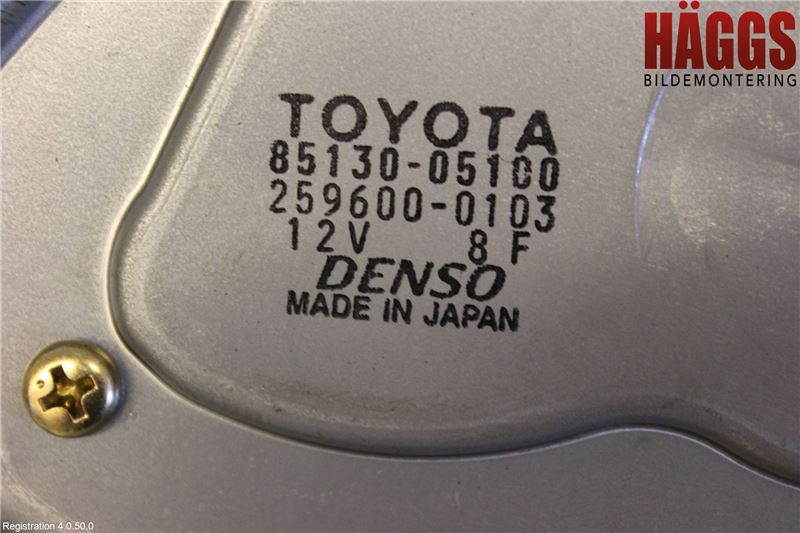 HÄGGS
BILDEMONTERING
TOYOTA
85130-05100
259600-0103
12V 8F
DENSO
MADE IN JAPAN
Registration 4.0.50,0